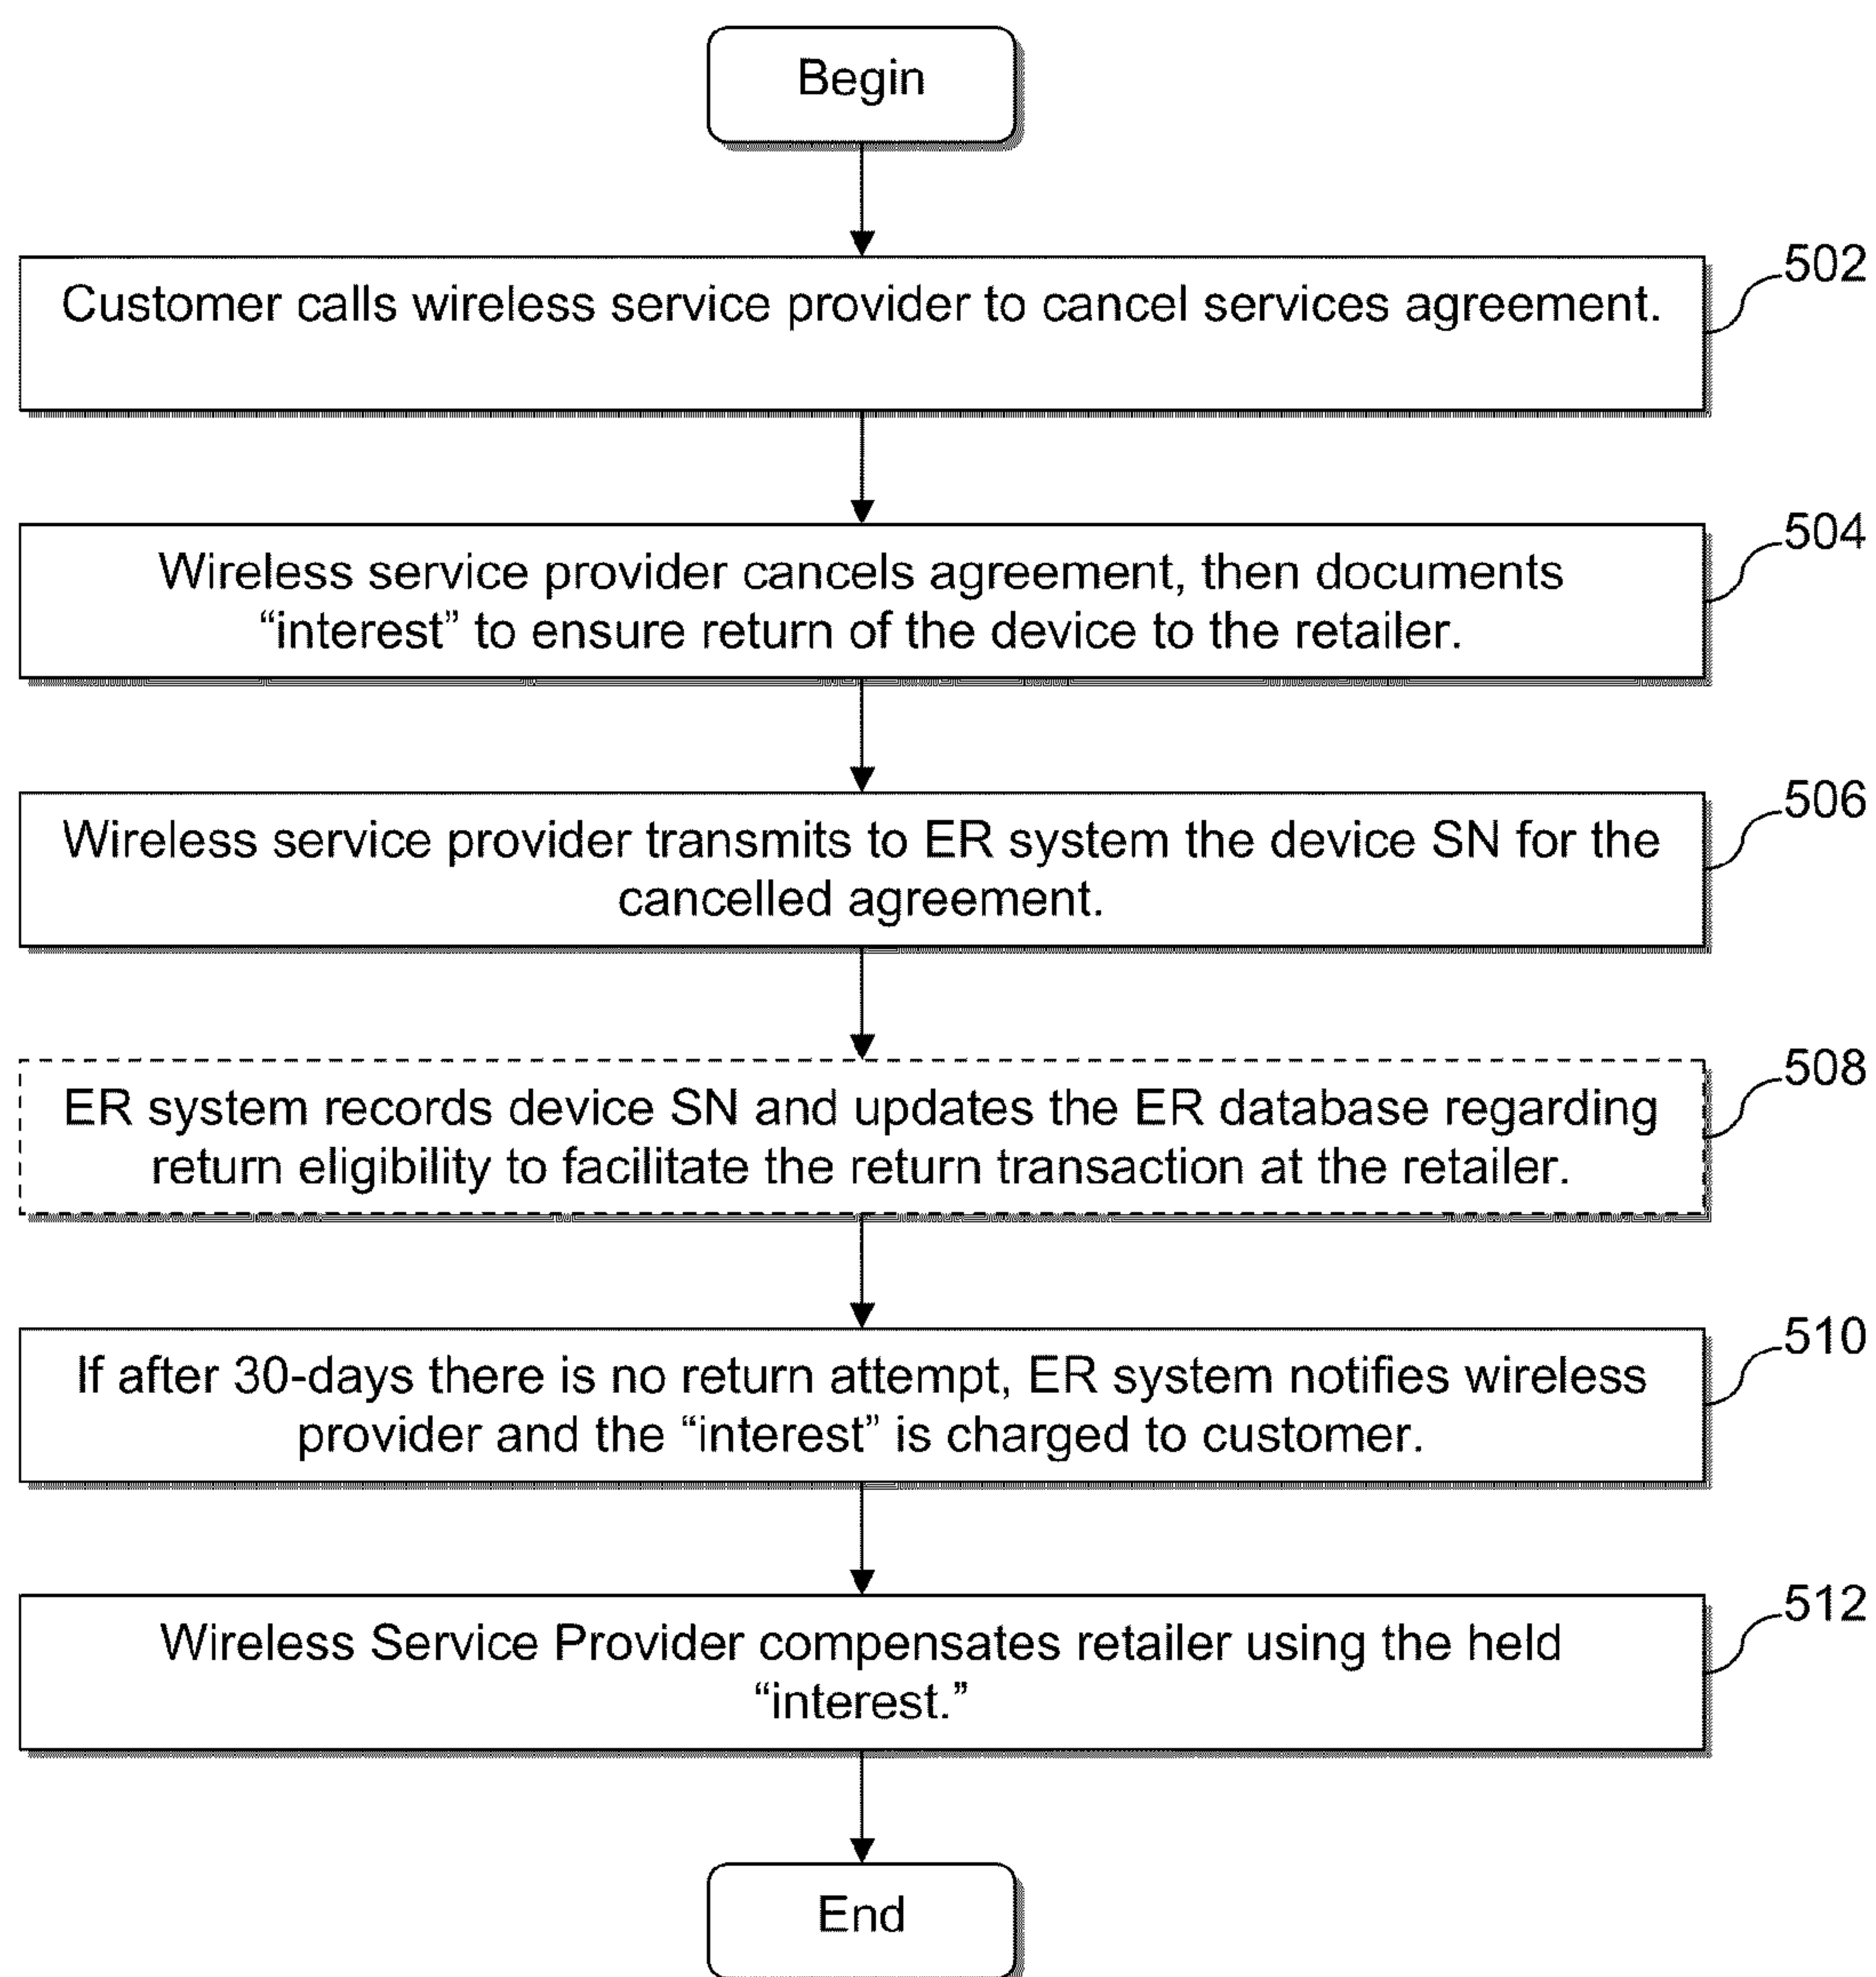 Begin
Customer calls wireless service provider to cancel services agreement.
502
Wireless service provider cancels agreement, then documents
“interest” to ensure return of the device to the retailer.
504
Wireless service provider transmits to ER system the device SN for the
cancelled agreement.
506
ER system records device SN and updates the ER database regarding
return eligibility to facilitate the return transaction at the retailer.
508
If after 30-days there is no return attempt, ER system notifies wireless
provider and the “interest” is charged to customer.
510
Wireless Service Provider compensates retailer using the held
“interest.”
512
End